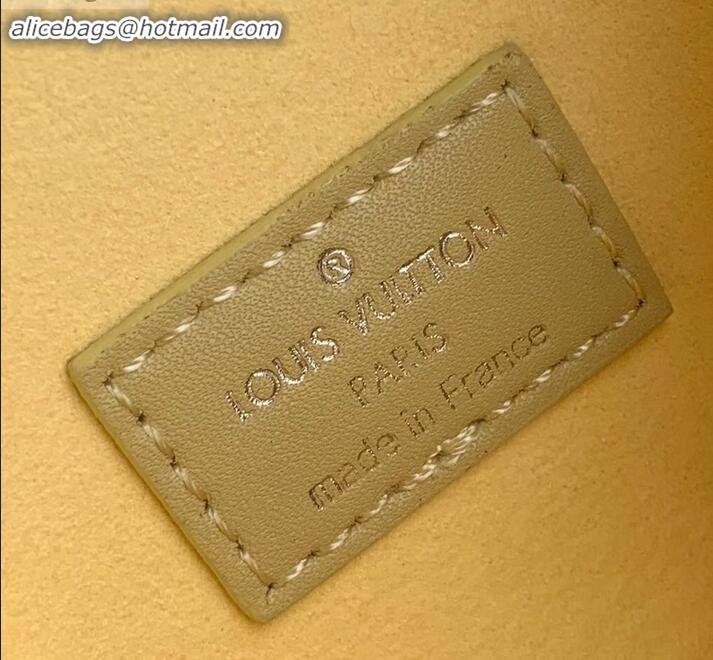 alicebags@hotmail.com
®
LOUIS VUITTON
PARIS
made in France